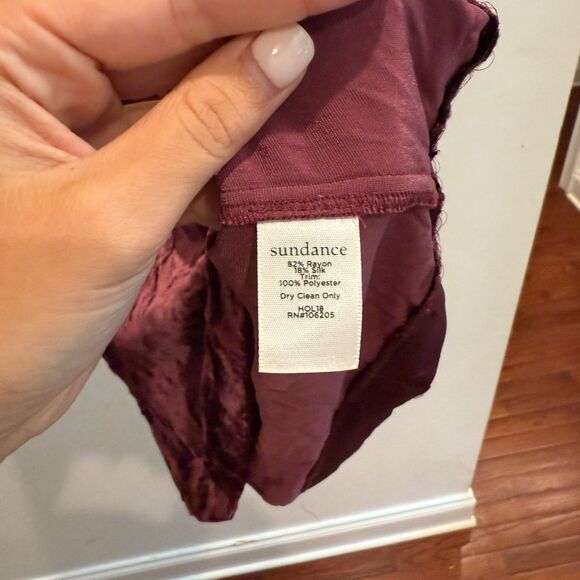 sundance
82% Rayon
18% Silk
Trim:
100% Polyester
Dry Clean Only
HOL18
RN#106205